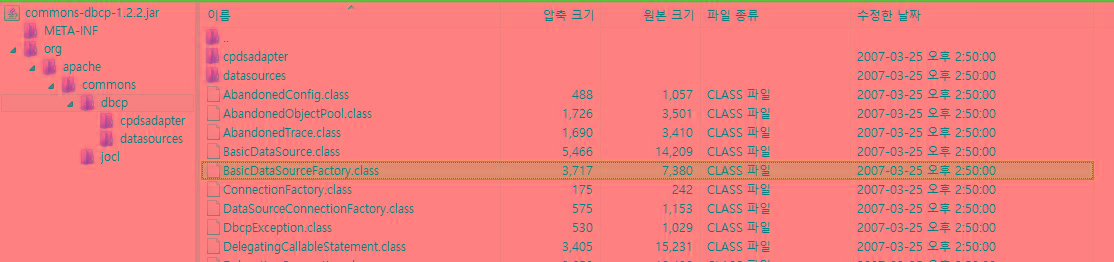 commons-dbcp-1.2.2.jar
META-INF
org
apache
commons
dbcp
cpdsadapter
datasources
jocl
이름 압축 크기 원본 크기 파일 종류 수정한 날짜
..
cpdsadapter 2007-03-25 오후 2:50:00
datasources 2007-03-25 오후 2:50:00
AbandonedConfig.class 488 1,057 CLASS 파일 2007-03-25 오후 2:50:00
AbandonedObjectPool.class 1,726 3,501 CLASS 파일 2007-03-25 오후 2:50:00
AbandonedTrace.class 1,690 3,410 CLASS 파일 2007-03-25 오후 2:50:00
BasicDataSource.class 5,466 14,209 CLASS 파일 2007-03-25 오후 2:50:00
BasicDataSourceFactory.class 3,717 7,380 CLASS 파일 2007-03-25 오후 2:50:00
ConnectionFactory.class 175 242 CLASS 파일 2007-03-25 오후 2:50:00
DataSourceConnectionFactory.class 575 1,153 CLASS 파일 2007-03-25 오후 2:50:00
DbcpException.class 530 1,029 CLASS 파일 2007-03-25 오후 2:50:00
DelegatingCallableStatement.class 3,405 15,231 CLASS 파일 2007-03-25 오후 2:50:00